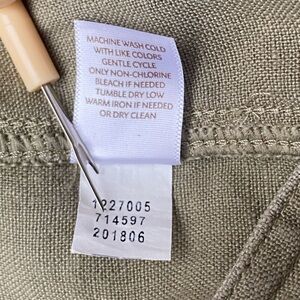 MACHINE WASH COLD
WITH LIKE COLORS
GENTLE CYCLE
ONLY NON-CHLORINE
BLEACH IF NEEDED
TUMBLE DRY LOW
WARM IRON IF NEEDED
OR DRY CLEAN
1227005
714597
201806